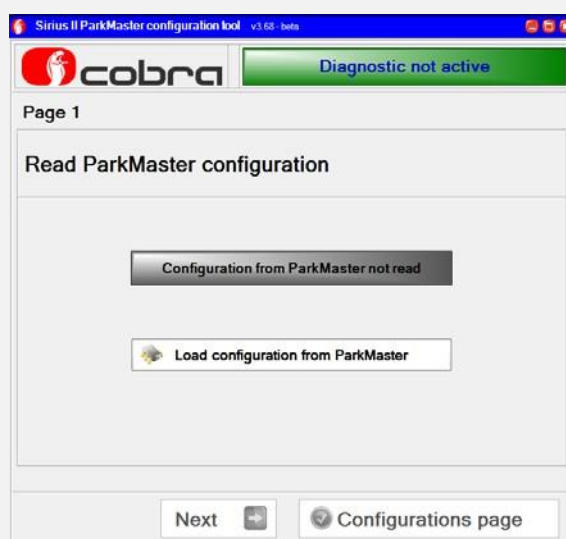 Sirius II ParkMaster configuration tool v3.68 - beta
cobra
Diagnostic not active
Page 1
Read ParkMaster configuration
Configuration from ParkMaster not read
Load configuration from ParkMaster
Next
Configurations page